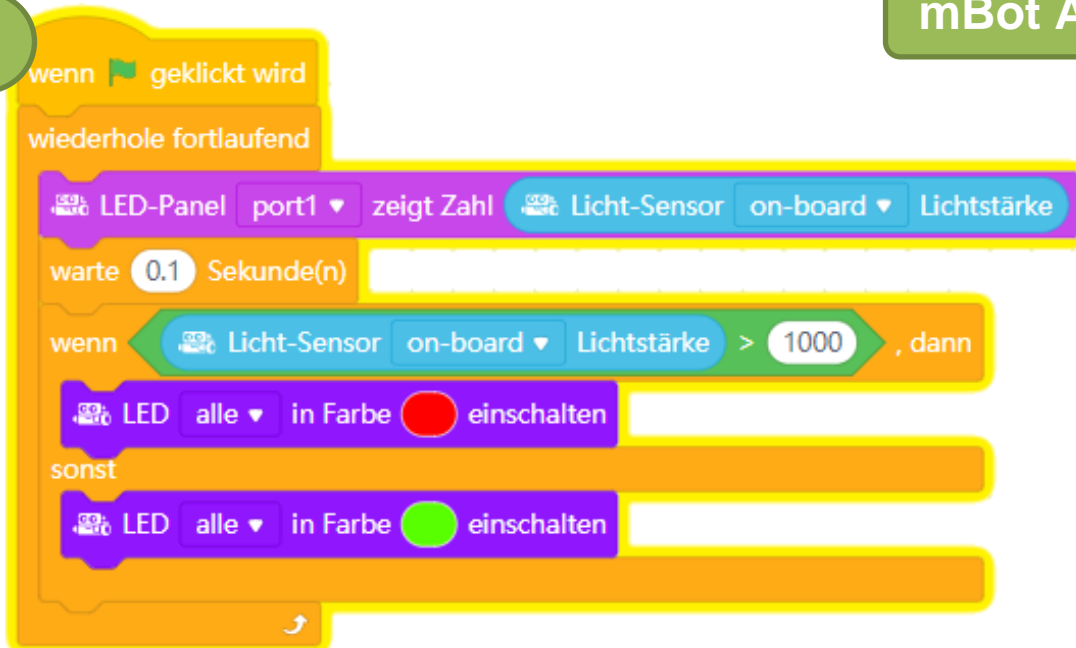 mBot A
wenn geklickt wird
wiederhole fortlaufend
LED-Panel port1 zeigt Zahl Licht-Sensor on-board Lichtstärke
warte 0.1 Sekunde(n)
wenn Licht-Sensor on-board Lichtstärke > 1000 , dann
LED alle in Farbe einschalten
sonst
LED alle in Farbe einschalten